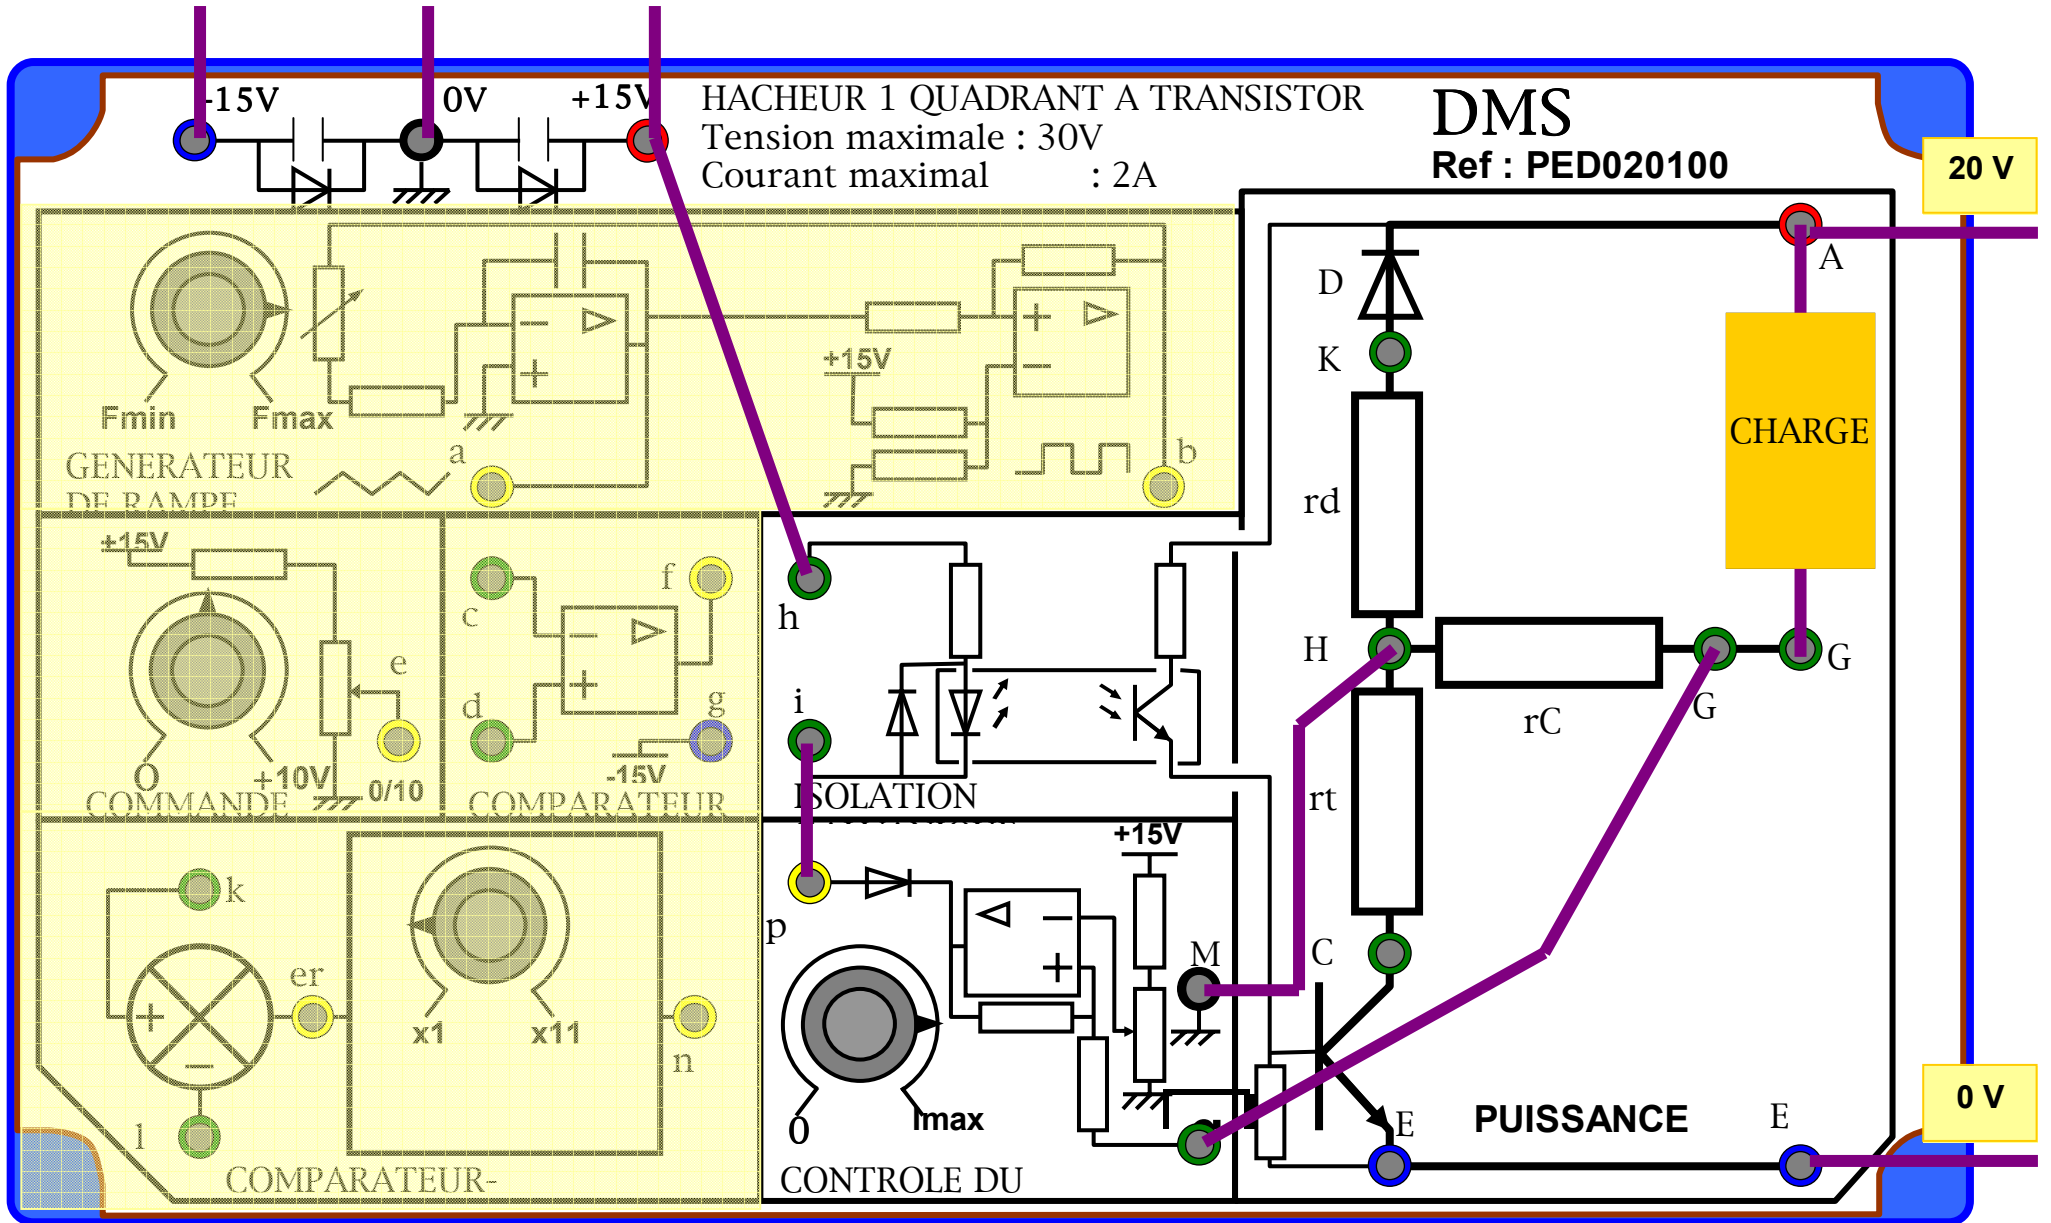 -15V
0V
+15V
HACHEUR 1 QUADRANT A TRANSISTOR
Tension maximale : 30V
Courant maximal : 2A
DMS
Ref : PED020100
20 V
A
D
K
+15V
Fmin
Fmax
GENERATEUR
DE RAMPE
a
b
CHARGE
rd
+15V
c
f
h
e
H
G
G
rC
d
g
i
0
+10V
0/10
-15V
COMMANDE
COMPARATEUR
ISOLATION
rt
+15V
k
p
er
M
C
x1
x11
n
0 V
l
0
Imax
E
PUISSANCE
E
COMPARATEUR-
CONTROLE DU